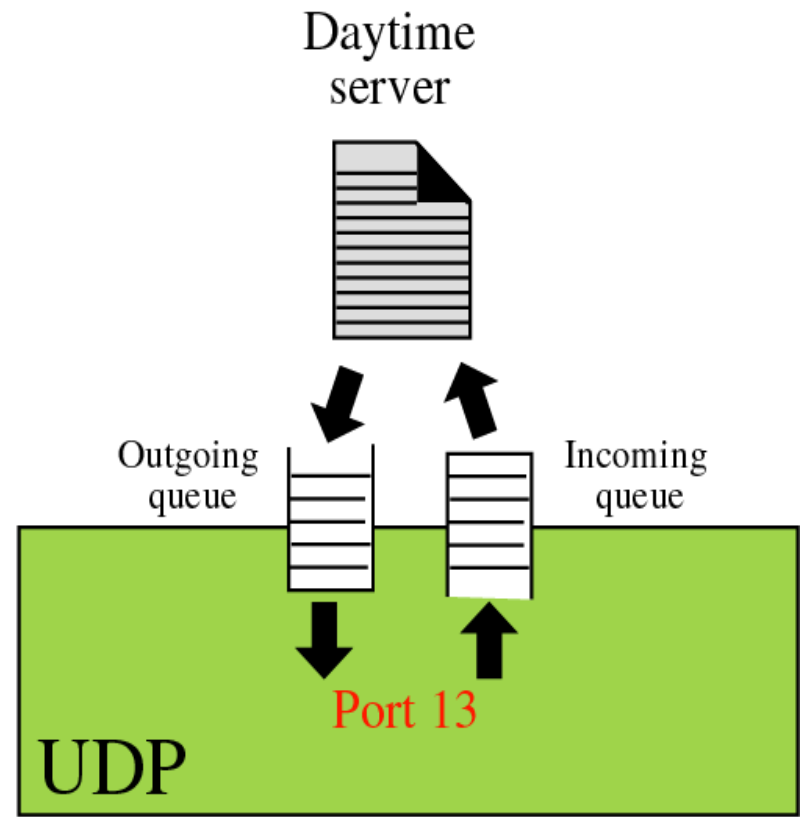 Daytime
server
Outgoing
queue
Incoming
queue
Port 13
UDP